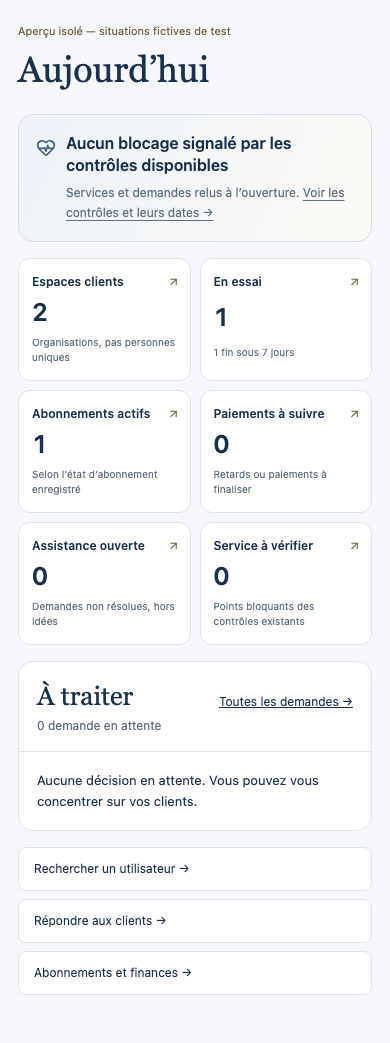 Aperçu isolé — situations fictives de test
Aujourd’hui
Aucun blocage signalé par les
contrôles disponibles
Services et demandes relus à l’ouverture. Voir les
contrôles et leurs dates →
Espaces clients ↗
2
Organisations, pas personnes
uniques
En essai ↗
1
1 fin sous 7 jours
Abonnements actifs ↗
1
Selon l’état d’abonnement
enregistré
Paiements à suivre ↗
0
Retards ou paiements à
finaliser
Assistance ouverte ↗
0
Demandes non résolues, hors
idées
Service à vérifier ↗
0
Points bloquants des
contrôles existants
À traiter
0 demande en attente
Toutes les demandes →
Aucune décision en attente. Vous pouvez vous
concentrer sur vos clients.
Rechercher un utilisateur →
Répondre aux clients →
Abonnements et finances →